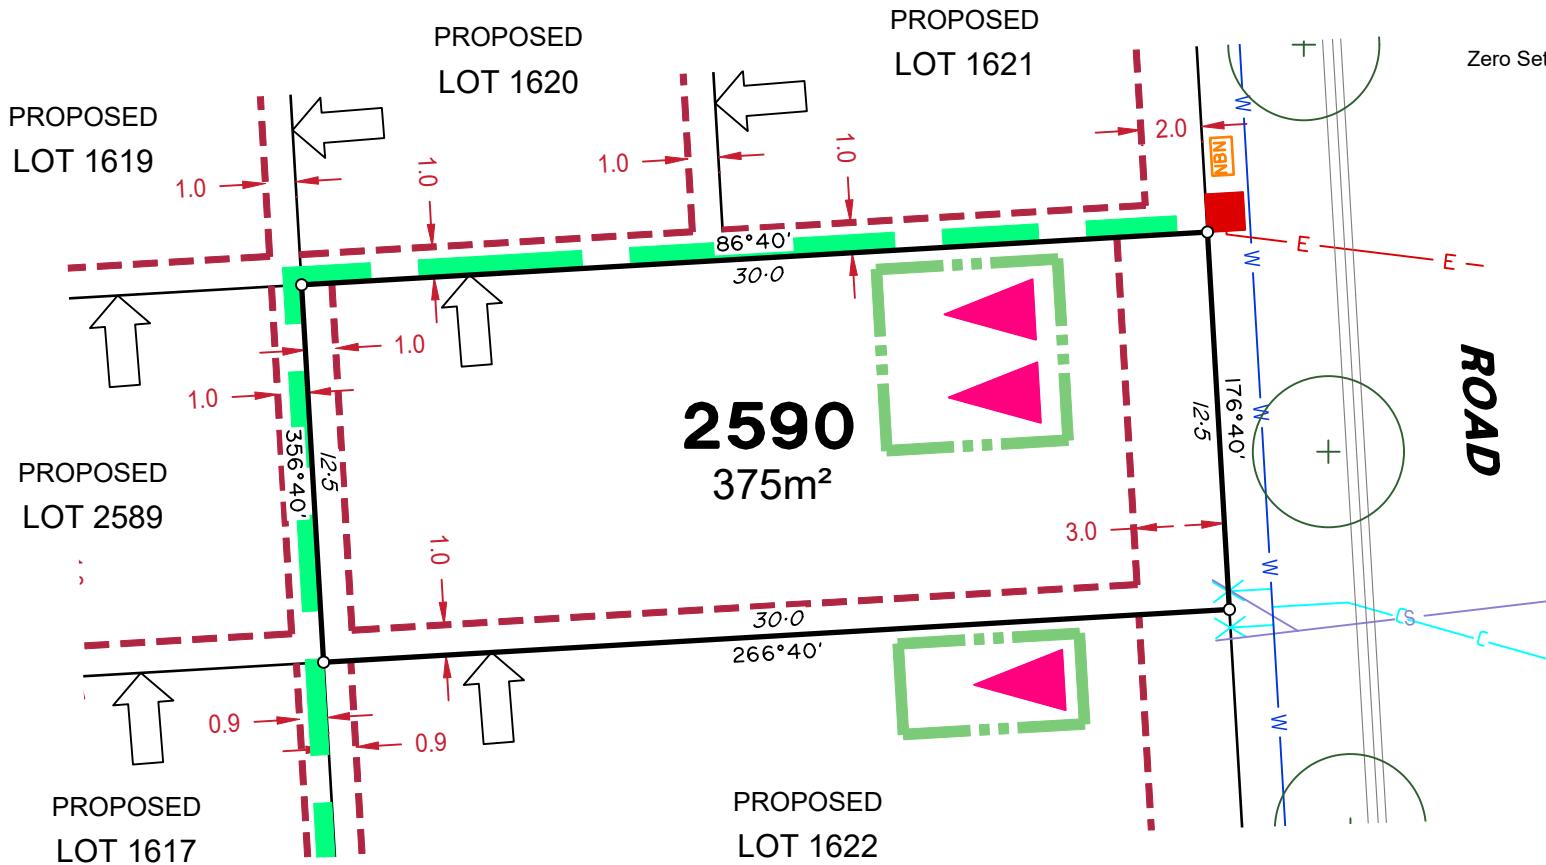 PROPOSED
LOT 1621
PROPOSED
LOT 1620
Zero Set
PROPOSED
LOT 1619
1.0
1.0
1.0
1.0
2.0
NBN
W
86°40'
30·0
E
E
W
1.0
1.0
ROAD
2590
375m²
176°40'
12·5
W
356°40'
12·5
PROPOSED
LOT 2589
3.0
1.0
W
30·0
266°40'
S
C
W
0.9
0.9
PROPOSED
LOT 1617
PROPOSED
LOT 1622